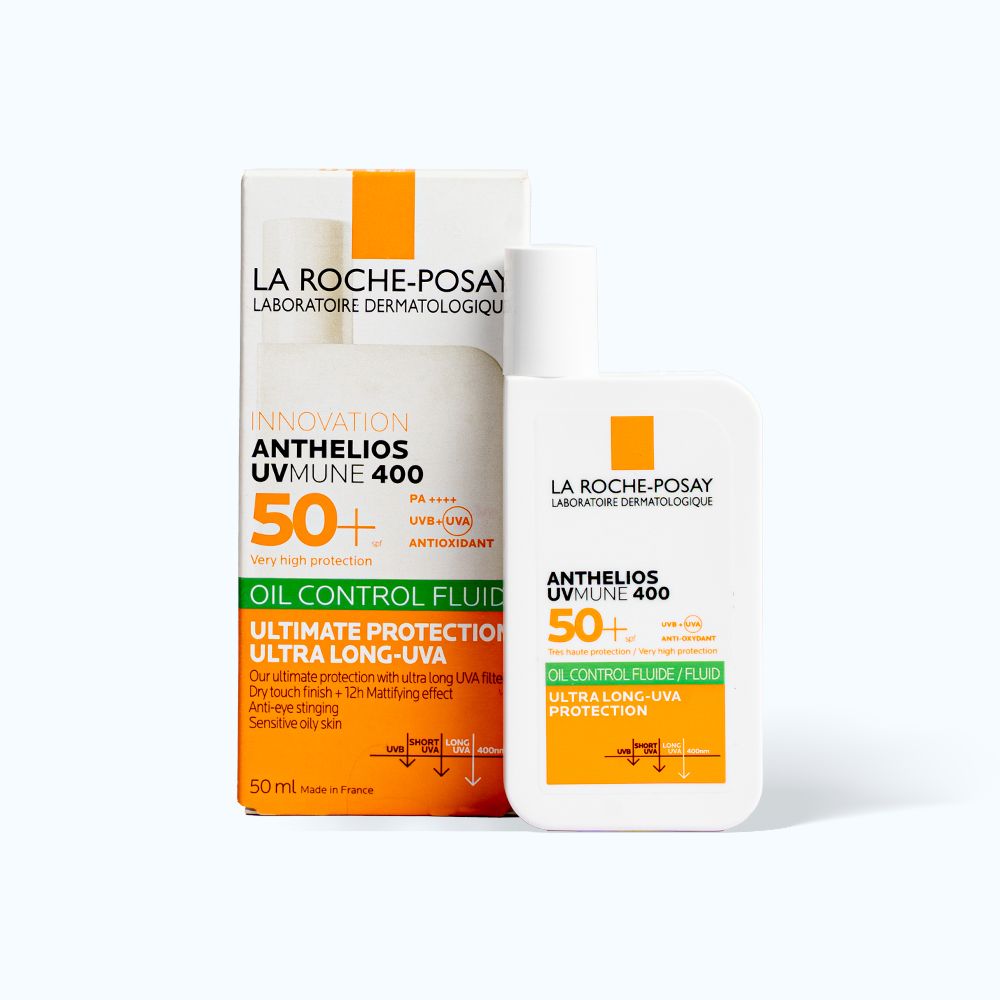 LA ROCHE-POSAY
LABORATOIRE DERMATOLOGIQU
INNOVATION
ANTHELIOS
UVMUNE 400
50+ spf
PA ++++
UVB+UVA
ANTIOXIDANT
Very high protection
OIL CONTROL FLUID
ULTIMATE PROTECTION
ULTRA LONG-UVA
Our ultimate protection with ultra long UVA filte
Dry touch finish + 12h Mattifying effect
Anti-eye stinging
Sensitive oily skin
UVB
SHORT UVA
LONG UVA
400nm
50 ml Made in France
LA ROCHE-POSAY
LABORATOIRE DERMATOLOGIQUE
ANTHELIOS
UVMUNE 400
50+ spf
UVB + UVA
ANTI-OXYDANT
Très haute protection / Very high protection
OIL CONTROL FLUIDE / FLUID
ULTRA LONG-UVA
PROTECTION
UVB
SHORT UVA
LONG UVA
400nm